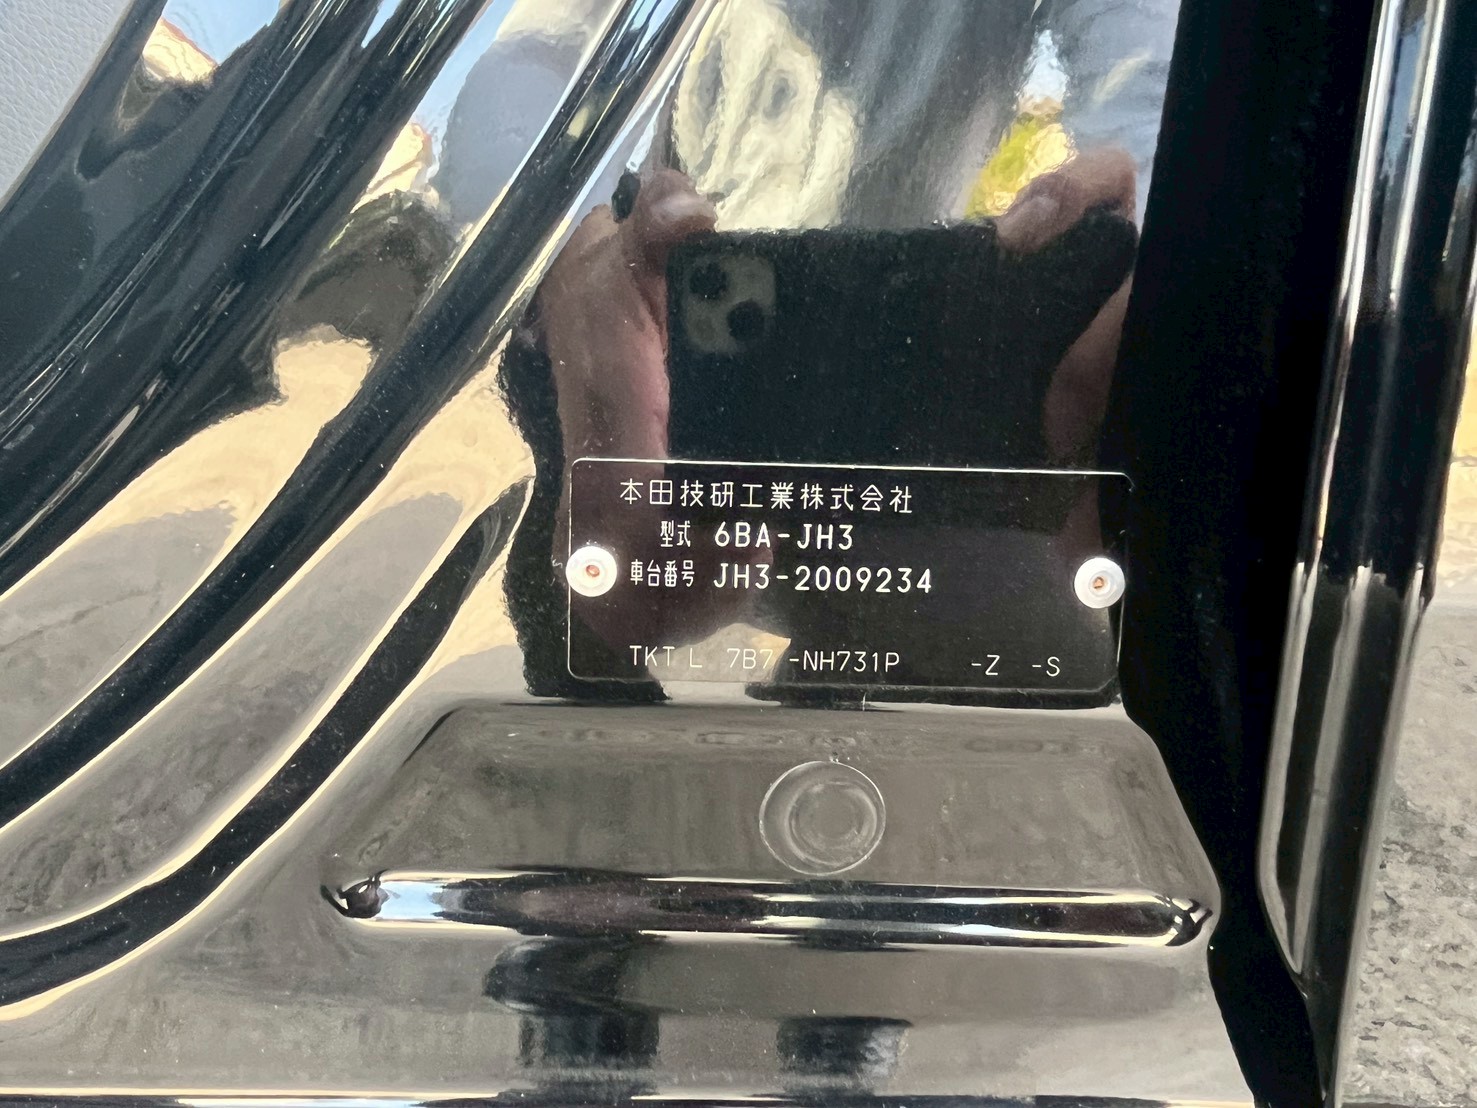 本田技研工業株式会社
型式 6BA-JH3
車台番号 JH3-2009234
TKT L 7B7 -NH731P -Z -S